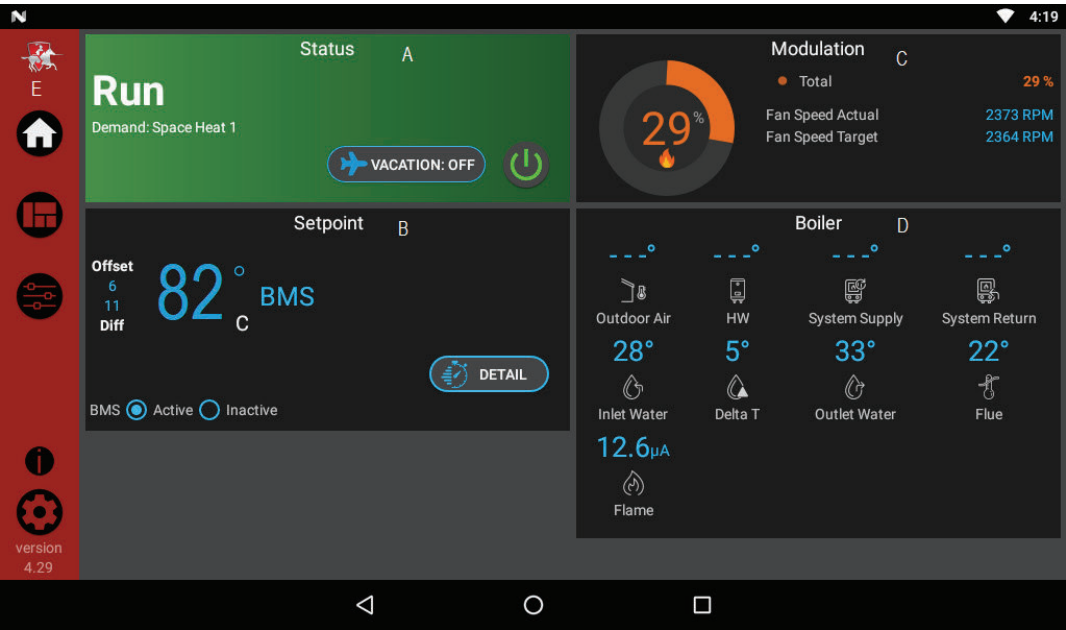 4:19
E
version
4.29
Status A
Run
Demand: Space Heat 1
VACATION: OFF
Setpoint B
Offset
6
11
Diff
82° C BMS
DETAIL
BMS Active Inactive
Modulation C
29%
Total 29 %
Fan Speed Actual 2373 RPM
Fan Speed Target 2364 RPM
Boiler D
---° ---° ---° ---°
Outdoor Air HW System Supply System Return
28° 5° 33° 22°
Inlet Water Delta T Outlet Water Flue
12.6µA
Flame